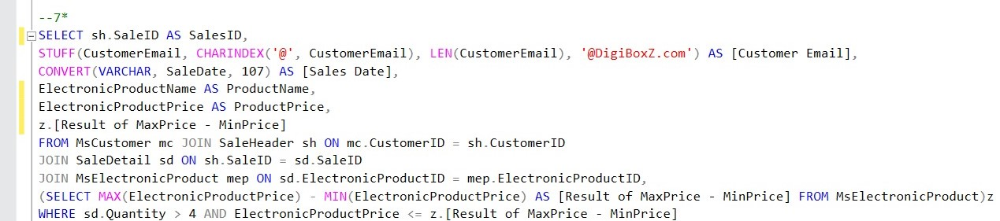 --7*
SELECT sh.SaleID AS SalesID,
STUFF(CustomerEmail, CHARINDEX('@', CustomerEmail), LEN(CustomerEmail), '@DigiBoxZ.com') AS [Customer Email],
CONVERT(VARCHAR, SaleDate, 107) AS [Sales Date],
ElectronicProductName AS ProductName,
ElectronicProductPrice AS ProductPrice,
z.[Result of MaxPrice - MinPrice]
FROM MsCustomer mc JOIN SaleHeader sh ON mc.CustomerID = sh.CustomerID
JOIN SaleDetail sd ON sh.SaleID = sd.SaleID
JOIN MsElectronicProduct mep ON sd.ElectronicProductID = mep.ElectronicProductID,
(SELECT MAX(ElectronicProductPrice) - MIN(ElectronicProductPrice) AS [Result of MaxPrice - MinPrice] FROM MsElectronicProduct)z
WHERE sd.Quantity > 4 AND ElectronicProductPrice <= z.[Result of MaxPrice - MinPrice]